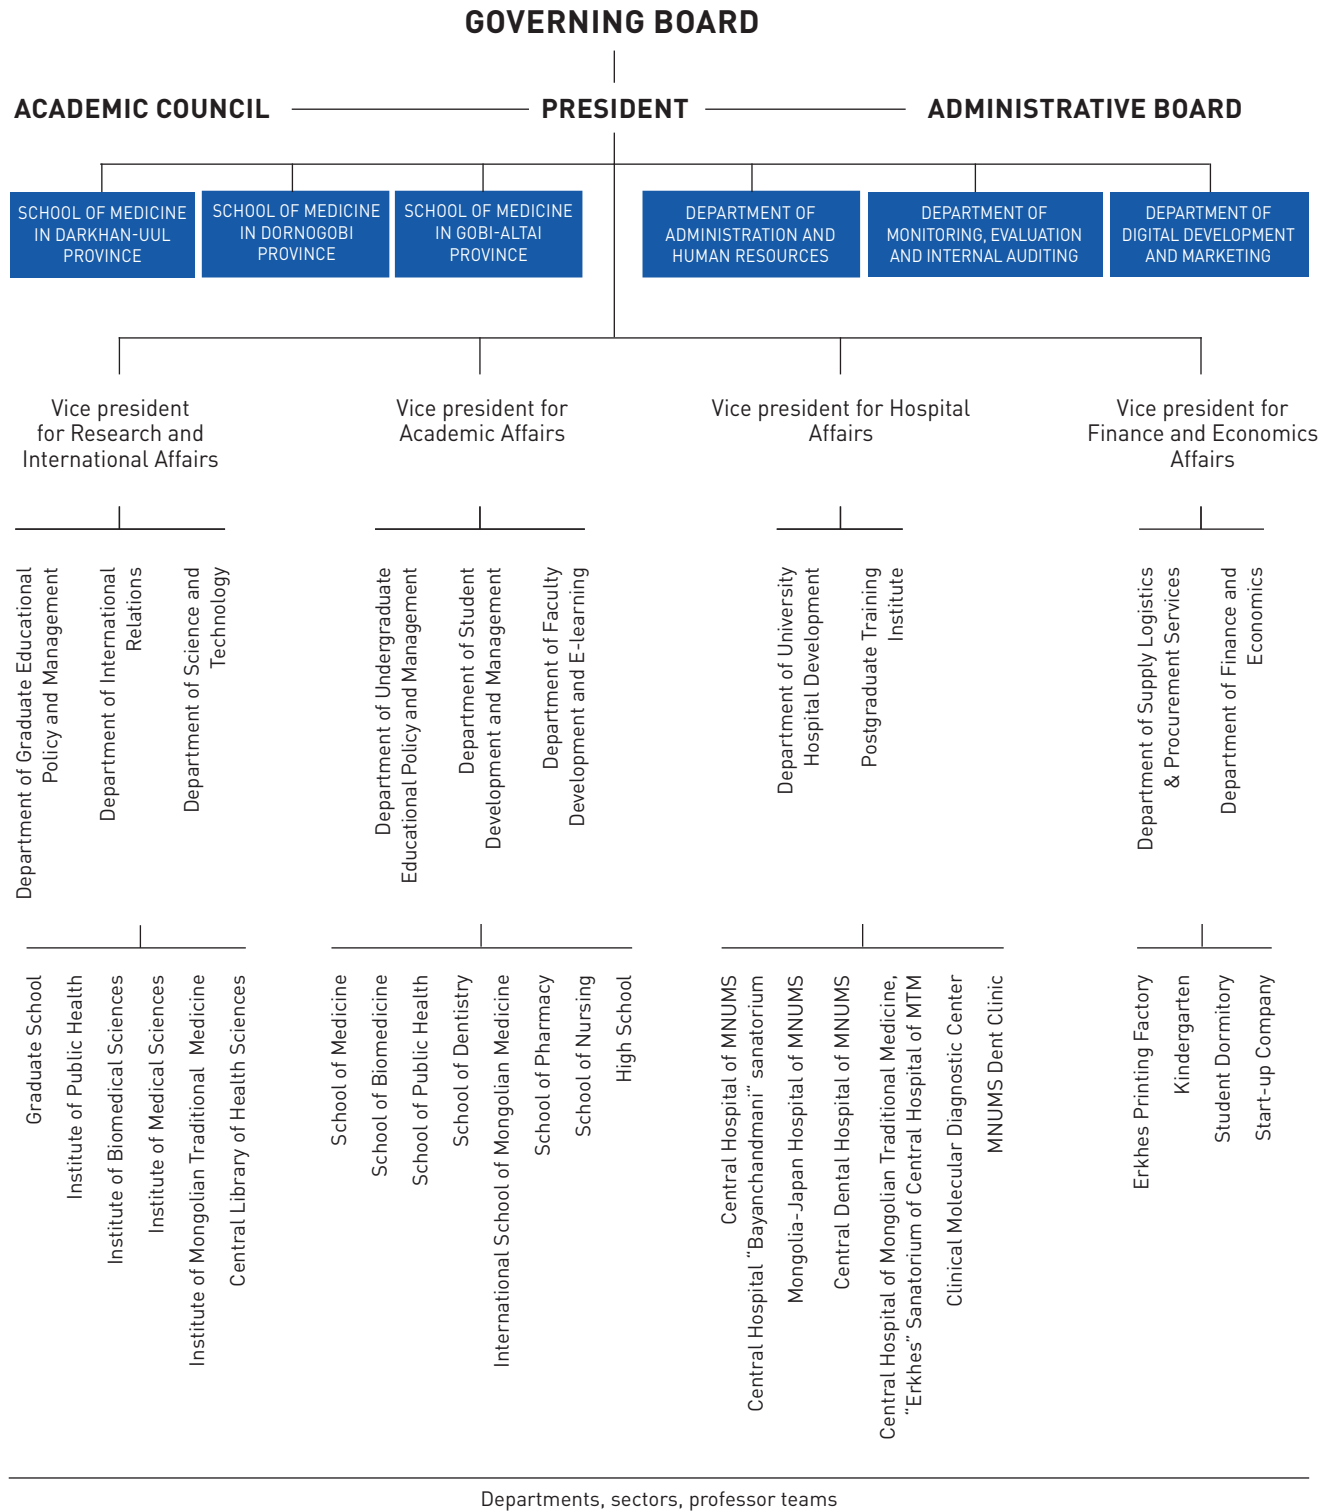 GOVERNING BOARD
ACADEMIC COUNCIL
PRESIDENT
ADMINISTRATIVE BOARD
SCHOOL OF MEDICINE
IN DARKHAN-UUL
PROVINCE
SCHOOL OF MEDICINE
IN DORNOGOBI
PROVINCE
SCHOOL OF MEDICINE
IN GOBI-ALTAI
PROVINCE
DEPARTMENT OF
ADMINISTRATION AND
HUMAN RESOURCES
DEPARTMENT OF
MONITORING, EVALUATION
AND INTERNAL AUDITING
DEPARTMENT OF
DIGITAL DEVELOPMENT
AND MARKETING
Vice president
for Research and
International Affairs
Vice president for
Academic Affairs
Vice president for Hospital
Affairs
Vice president for
Finance and Economics
Affairs
Department of Graduate Educational
Policy and Management
Department of International
Relations
Department of Science and
Technology
Department of Undergraduate
Educational Policy and Management
Department of Student
Development and Management
Department of Faculty
Development and E-learning
Department of University
Hospital Development
Postgraduate Training
Institute
Department of Supply Logistics
& Procurement Services
Department of Finance and
Economics
Graduate School
Institute of Public Health
Institute of Biomedical Sciences
Institute of Medical Sciences
Institute of Mongolian Traditional Medicine
Central Library of Health Sciences
School of Medicine
School of Biomedicine
School of Public Health
School of Dentistry
International School of Mongolian Medicine
School of Pharmacy
School of Nursing
High School
Central Hospital of MNUMS
Central Hospital “Bayanchandmani” sanatorium
Mongolia-Japan Hospital of MNUMS
Central Dental Hospital of MNUMS
Central Hospital of Mongolian Traditional Medicine,
“Erkhes” Sanatorium of Central Hospital of MTM
Clinical Molecular Diagnostic Center
MNUMS Dent Clinic
Erkhes Printing Factory
Kindergarten
Student Dormitory
Start-up Company
Departments, sectors, professor teams